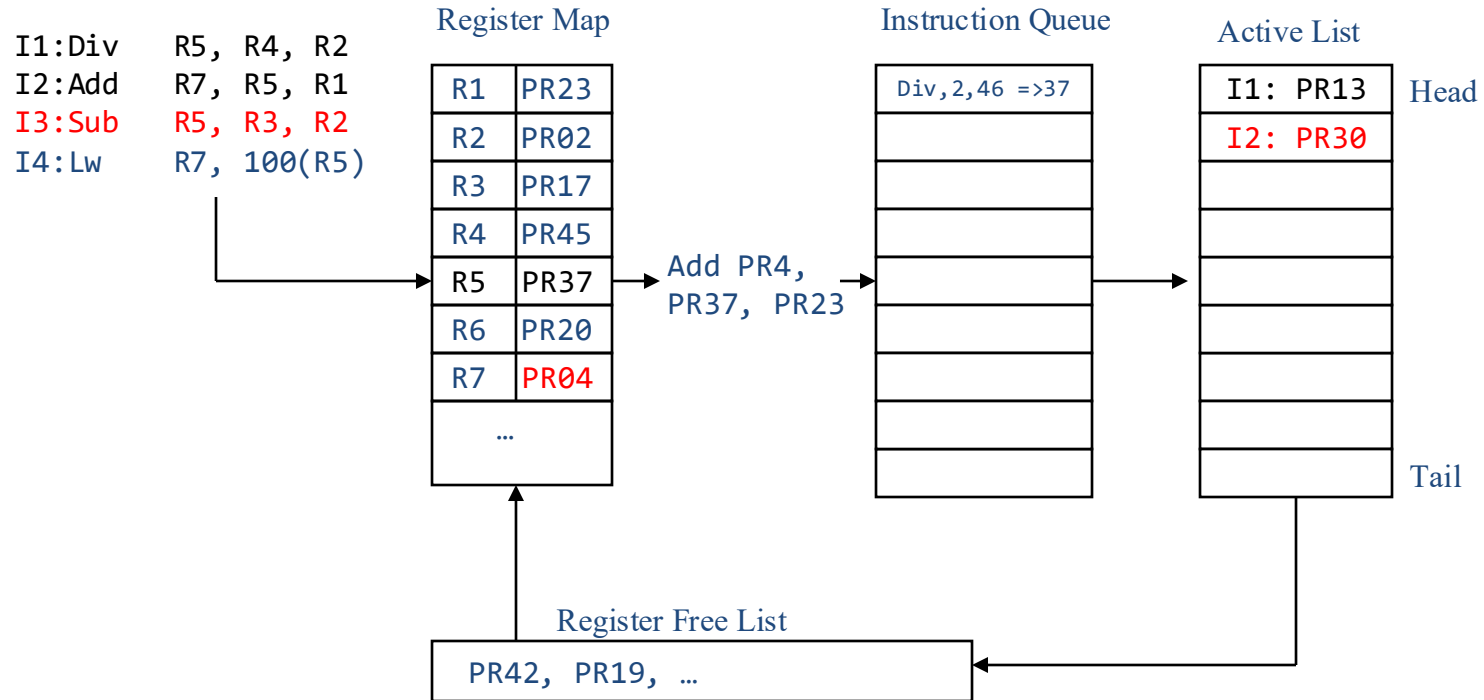 I1:Div R5, R4, R2
I2:Add R7, R5, R1
I3:Sub R5, R3, R2
I4:Lw R7, 100(R5)
Register Map
R1 PR23
R2 PR02
R3 PR17
R4 PR45
R5 PR37
R6 PR20
R7 PR04
…
Add PR4,
PR37, PR23
Instruction Queue
Div,2,46 =>37
Active List
I1: PR13
I2: PR30
Head
Tail
Register Free List
PR42, PR19, …